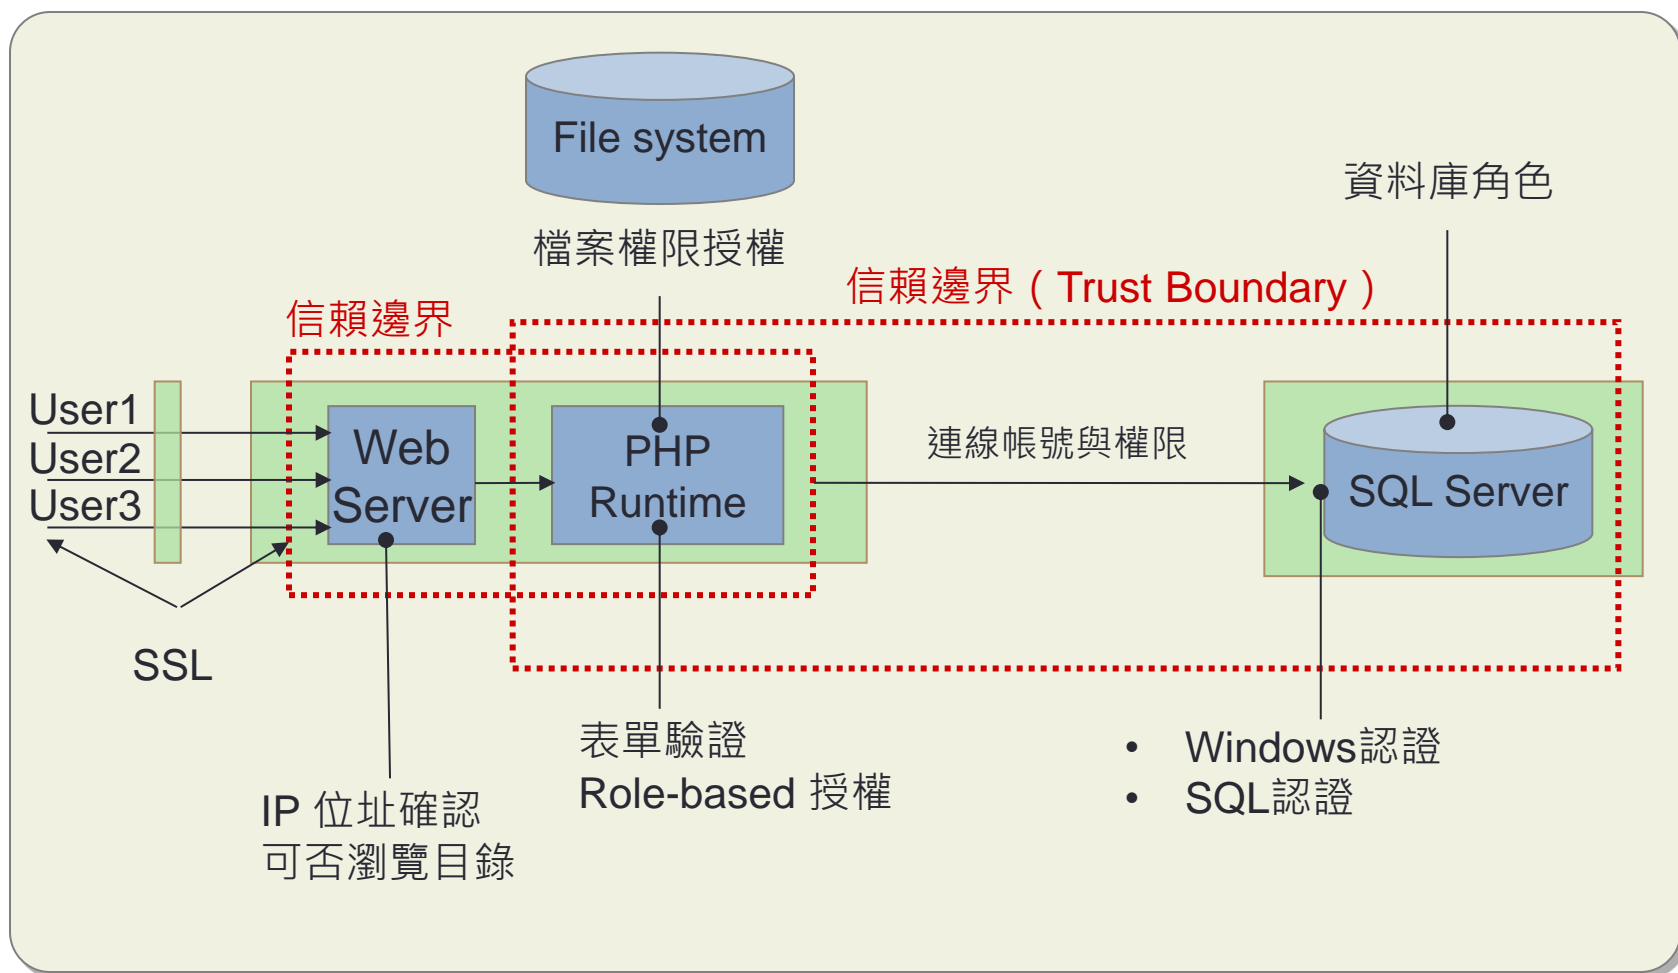 File system
檔案權限授權
資料庫角色
信賴邊界
信賴邊界(Trust Boundary)
User1
User2
User3
Web
Server
PHP
Runtime
連線帳號與權限
SQL Server
SSL
IP 位址確認
可否瀏覽目錄
表單驗證
Role-based 授權
• Windows認證
• SQL認證